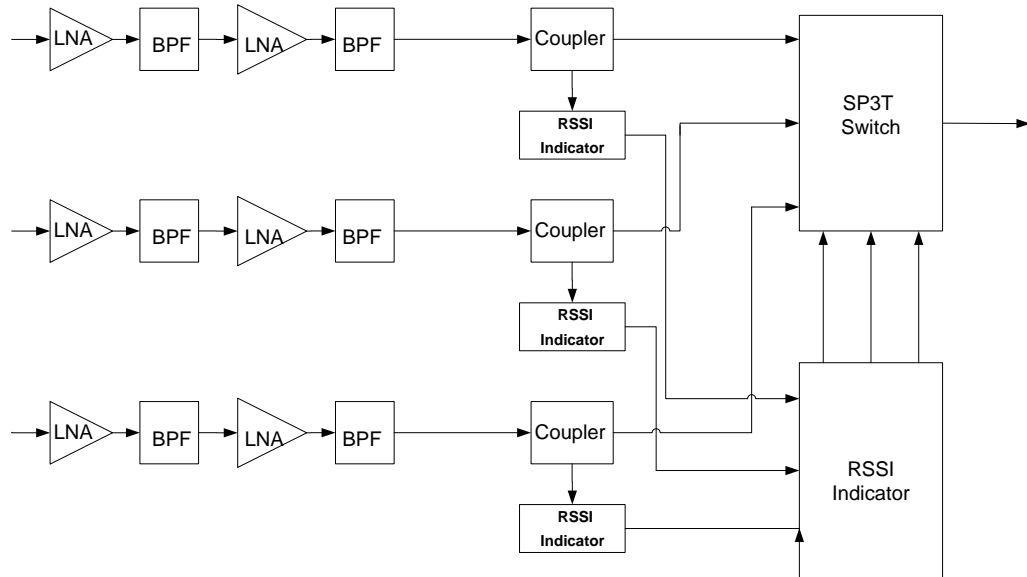 LNA
BPF
LNA
BPF
Coupler
RSSI
Indicator
SP3T
Switch
LNA
BPF
LNA
BPF
Coupler
RSSI
Indicator
LNA
BPF
LNA
BPF
Coupler
RSSI
Indicator
RSSI
Indicator